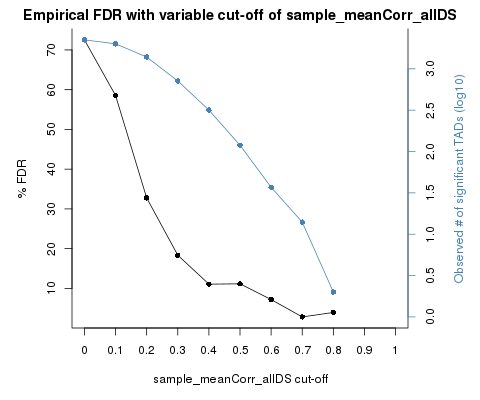 Empirical FDR with variable cut-off of sample_meanCorr_allDS
70
60
50
40
30
20
10
% FDR
3.0
2.5
2.0
1.5
1.0
0.5
0.0
Observed # of significant TADs (log10)
0 0.1 0.2 0.3 0.4 0.5 0.6 0.7 0.8 0.9 1
sample_meanCorr_allDS cut-off